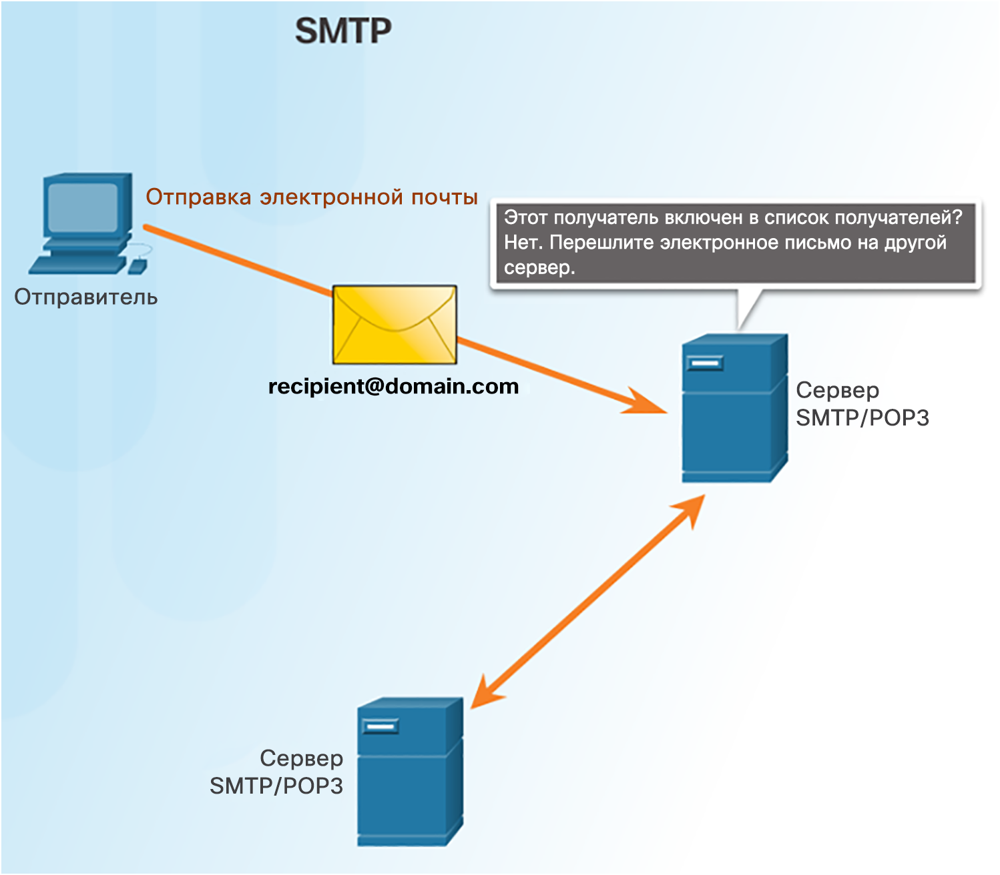 SMTP
Отправка электронной почты
Этот получатель включен в список получателей?
Нет. Перешлите электронное письмо на другой
сервер.
Отправитель
recipient@domain.com
Сервер
SMTP/POP3
Сервер
SMTP/POP3